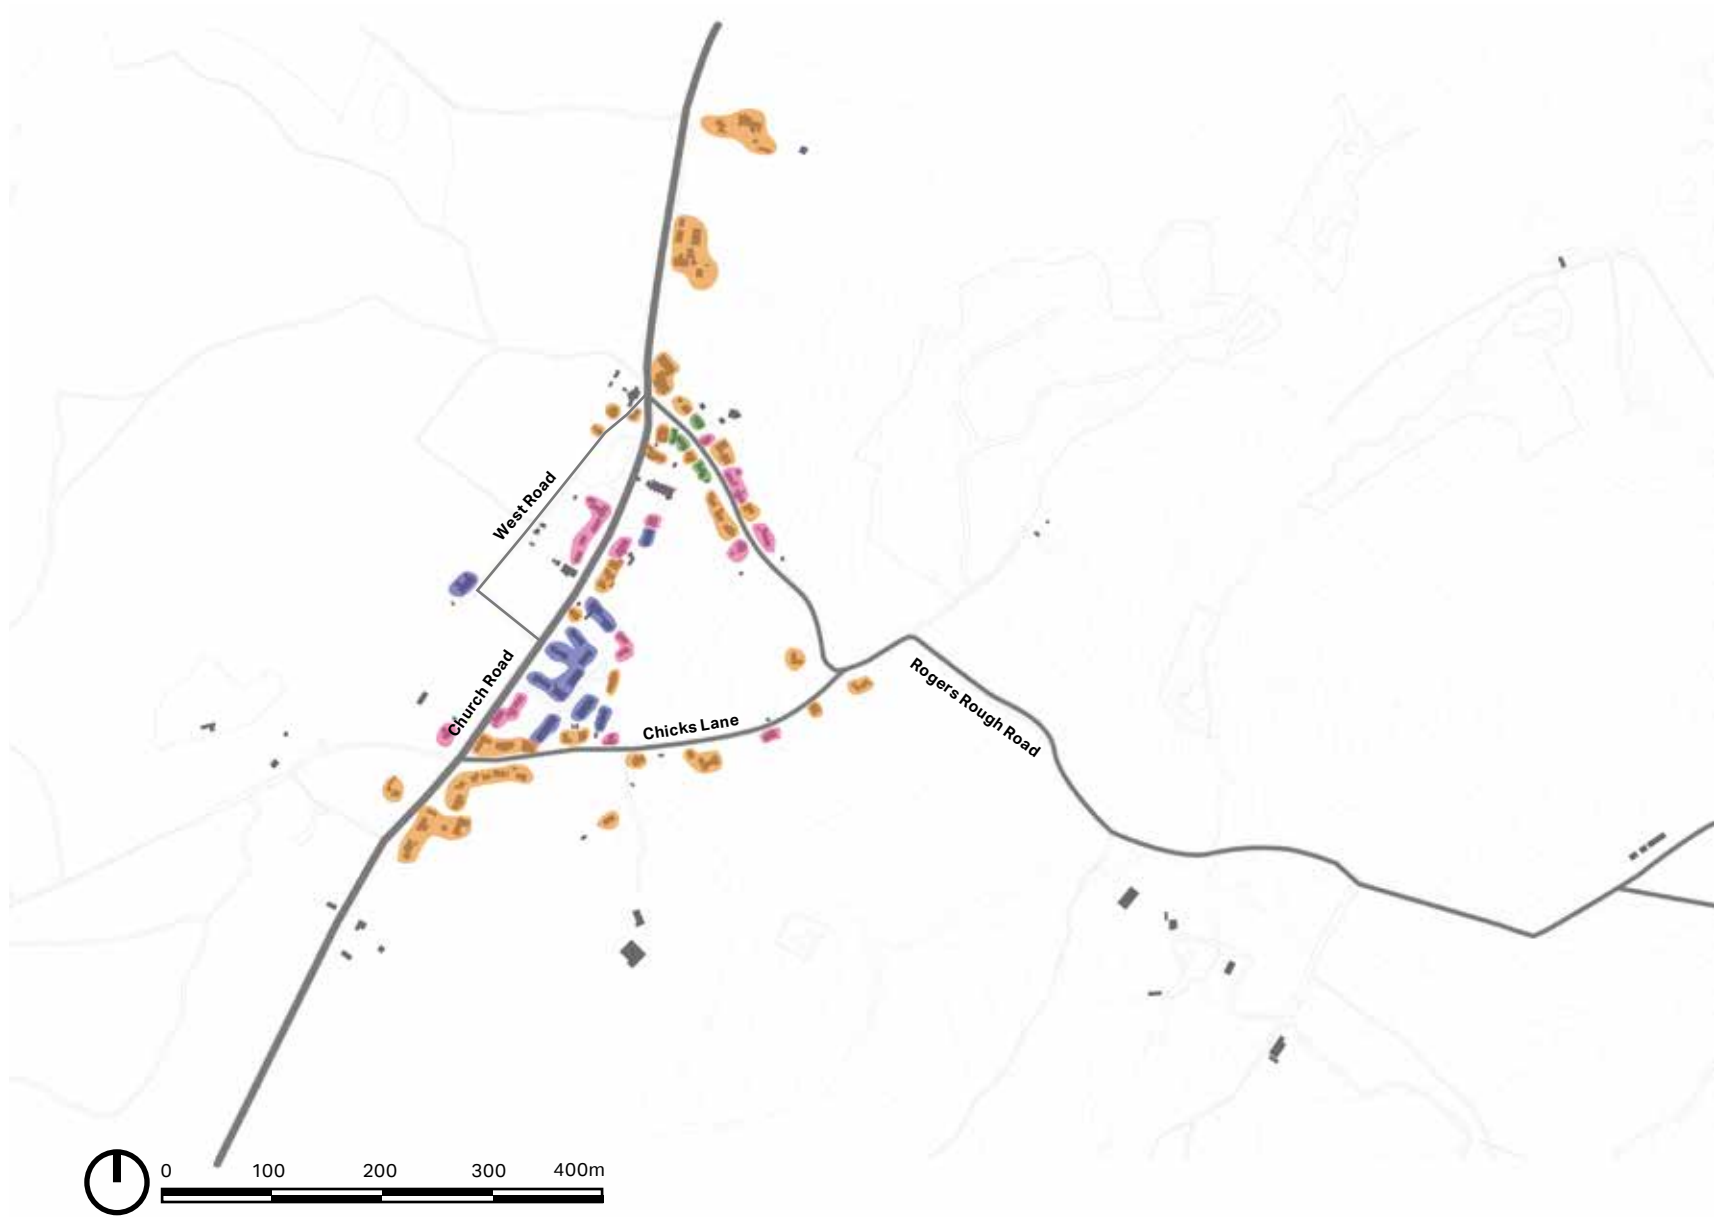 West Road
Church Road
Chicks Lane
Rogers Rough Road
0 100 200 300 400m